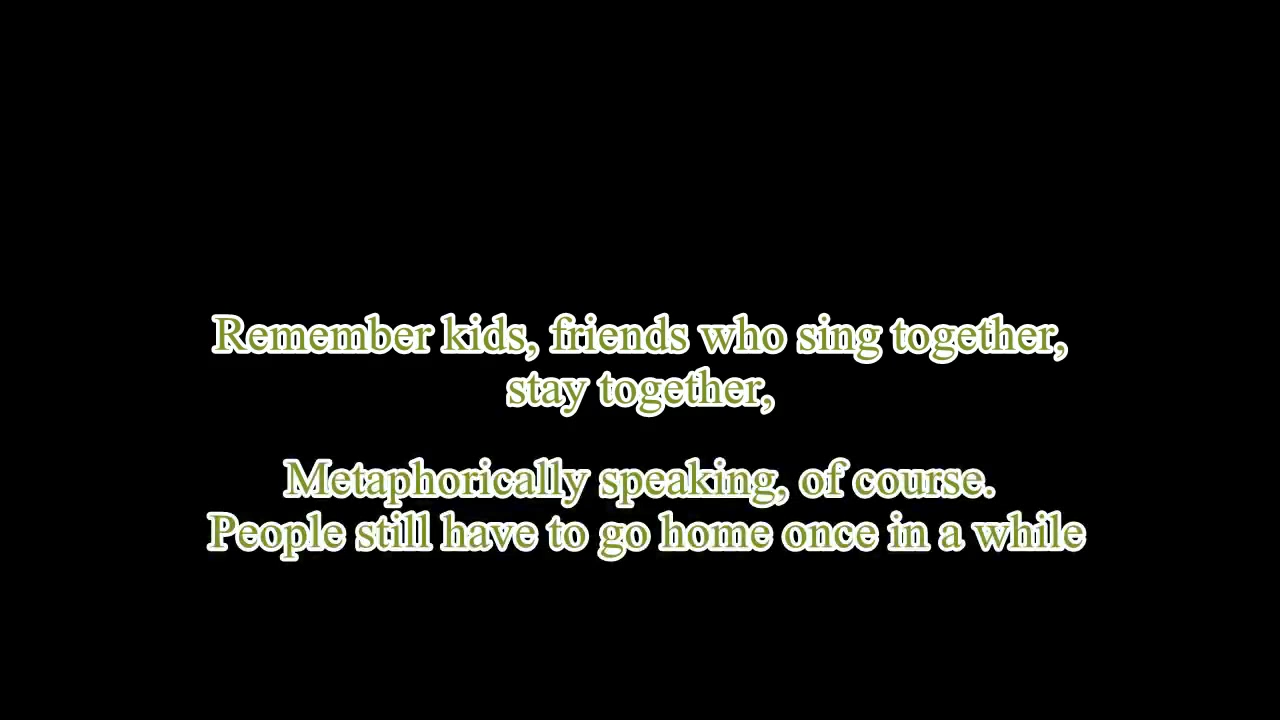 Remember kids, friends who sing together,
stay together,
Metaphorically speaking, of course.
People still have to go home once in a while